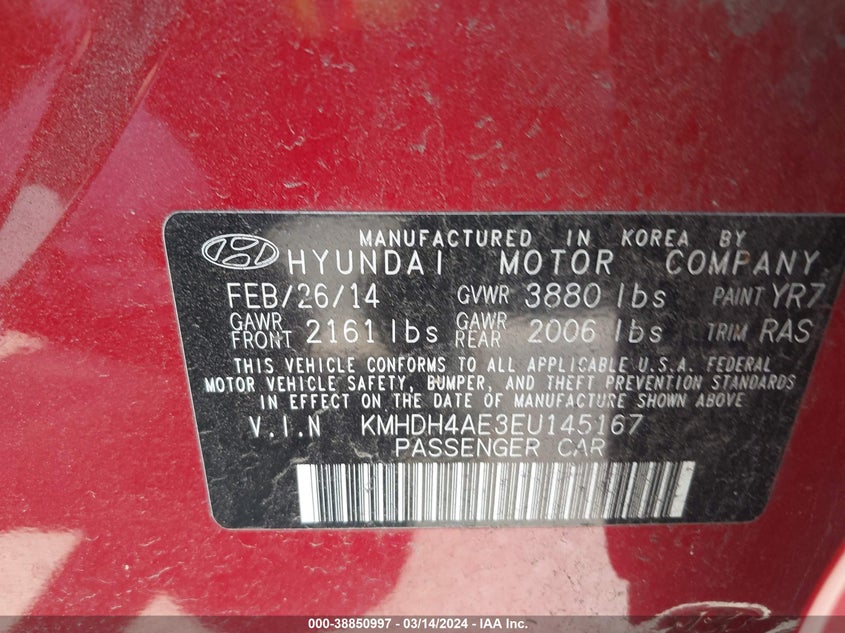 MANUFACTURED IN KOREA BY
HYUNDAI MOTOR COMPANY
FEB/26/14 GVWR 3880 lbs PAINT YR7
GAWR FRONT 2161 lbs GAWR REAR 2006 lbs TRIM RAS
THIS VEHICLE CONFORMS TO ALL APPLICABLE U.S.A. FEDERAL
MOTOR VEHICLE SAFETY, BUMPER, AND THEFT PREVENTION STANDARDS
IN EFFECT ON THE DATE OF MANUFACTURE SHOWN ABOVE
V.I.N KMHDH4AE3EU145167
PASSENGER CAR
000-38850997 - 03/14/2024 - IAA, Inc.